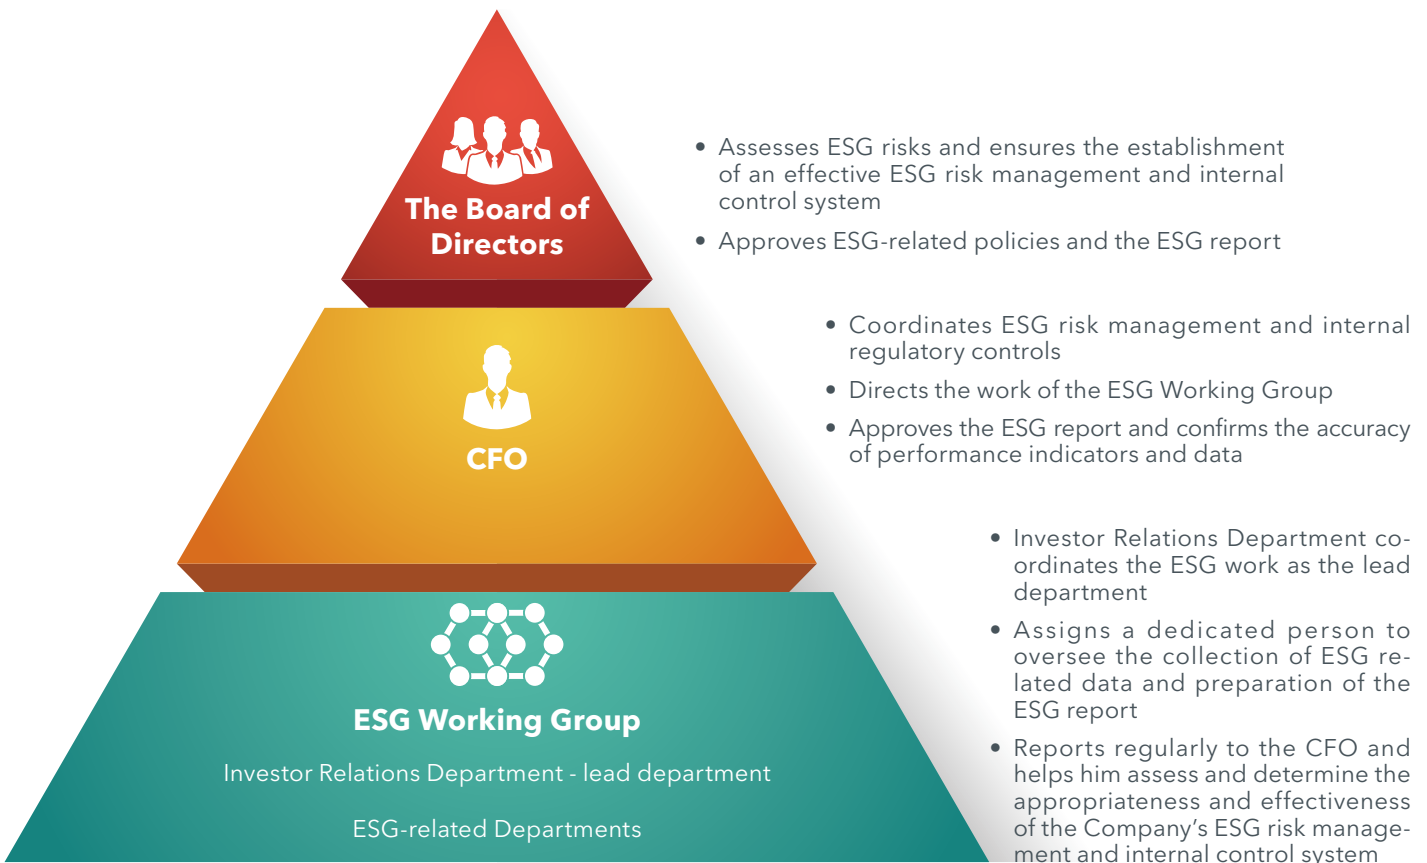 The Board of
Directors
• Assesses ESG risks and ensures the establishment
of an effective ESG risk management and internal
control system
• Approves ESG-related policies and the ESG report
CFO
• Coordinates ESG risk management and internal
regulatory controls
• Directs the work of the ESG Working Group
• Approves the ESG report and confirms the accuracy
of performance indicators and data
ESG Working Group
Investor Relations Department - lead department
ESG-related Departments
• Investor Relations Department co-
ordinates the ESG work as the lead
department
• Assigns a dedicated person to
oversee the collection of ESG re-
lated data and preparation of the
ESG report
• Reports regularly to the CFO and
helps him assess and determine the
appropriateness and effectiveness
of the Company’s ESG risk manage-
ment and internal control system